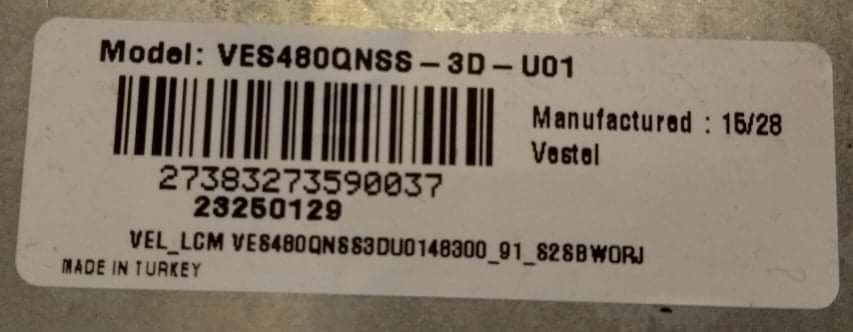 Model: VES480QNSS-3D-U01
Manufactured : 15/28
Vestel
27383273590037
23250129
VEL_LCM VES480QNSS3DU0148300_91_S2SBWORJ
MADE IN TURKEY